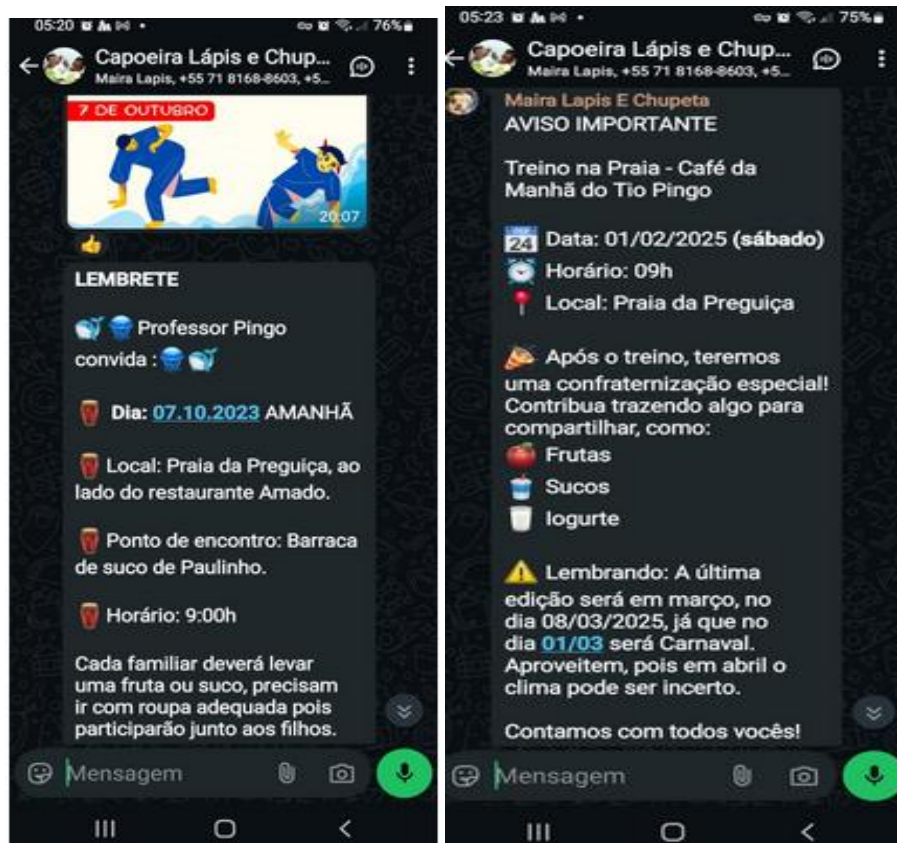 05:20
76%
Capoeira Lápis e Chup...
Maira Lapis, +55 71 8168-8603, +5...
7 DE OUTUBRO
20:07
LEMBRETE
Professor Pingo
convida :
Dia: 07.10.2023 AMANHÃ
Local: Praia da Preguiça, ao
lado do restaurante Amado.
Ponto de encontro: Barraca
de suco de Paulinho.
Horário: 9:00h
Cada familiar deverá levar
uma fruta ou suco, precisam
ir com roupa adequada pois
participarão junto aos filhos.
Mensagem
05:23
75%
Capoeira Lápis e Chup...
Maira Lapis, +55 71 8168-8603, +5...
Maira Lapis E Chupeta
AVISO IMPORTANTE
Treino na Praia - Café da
Manhã do Tio Pingo
24 Data: 01/02/2025 (sábado)
Horário: 09h
Local: Praia da Preguiça
Após o treino, teremos
uma confraternização especial!
Contribua trazendo algo para
compartilhar, como:
Frutas
Sucos
Iogurte
Lembrando: A última
edição será em março, no
dia 08/03/2025, já que no
dia 01/03 será Carnaval.
Aproveitem, pois em abril o
clima pode ser incerto.
Contamos com todos vocês!
Mensagem